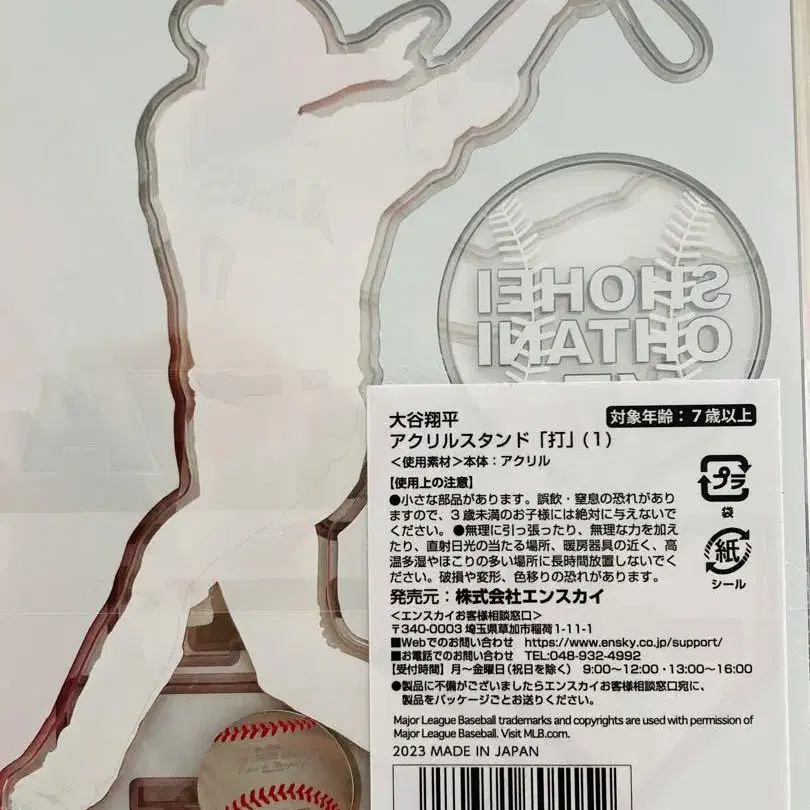 SHOHEI
OHTANI
大谷翔平
対象年齢：７歳以上
アクリルスタンド「打」（1）
＜使用素材＞本体：アクリル
【使用上の注意】
●小さな部品があります。誤飲・窒息の恐れがあり
ますので、３歳未満のお子様には絶対に与えないで
ください。●無理に引っ張ったり、無理な力を加え
たり、直射日光の当たる場所、暖房器具の近く、高
温多湿やほこりの多い場所に長時間放置しないでく
ださい。破損や変形、色移りの恐れがあります。
プラ
袋
紙
シール
発売元：株式会社エンスカイ
＜エンスカイお客様相談窓口＞
〒340-0003 埼玉県草加市稲荷1-11-1
■Webでのお問い合わせ https://www.ensky.co.jp/support/
■お電話でのお問い合わせ TEL:048-932-4992
【受付時間】月～金曜日（祝日を除く） 9:00～12:00・13:00～16:00
●製品に不備がございましたらエンスカイお客様相談窓口宛に、
製品をパッケージごとお送りください。
Major League Baseball trademarks and copyrights are used with permission of
Major League Baseball. Visit MLB.com.
2023 MADE IN JAPAN